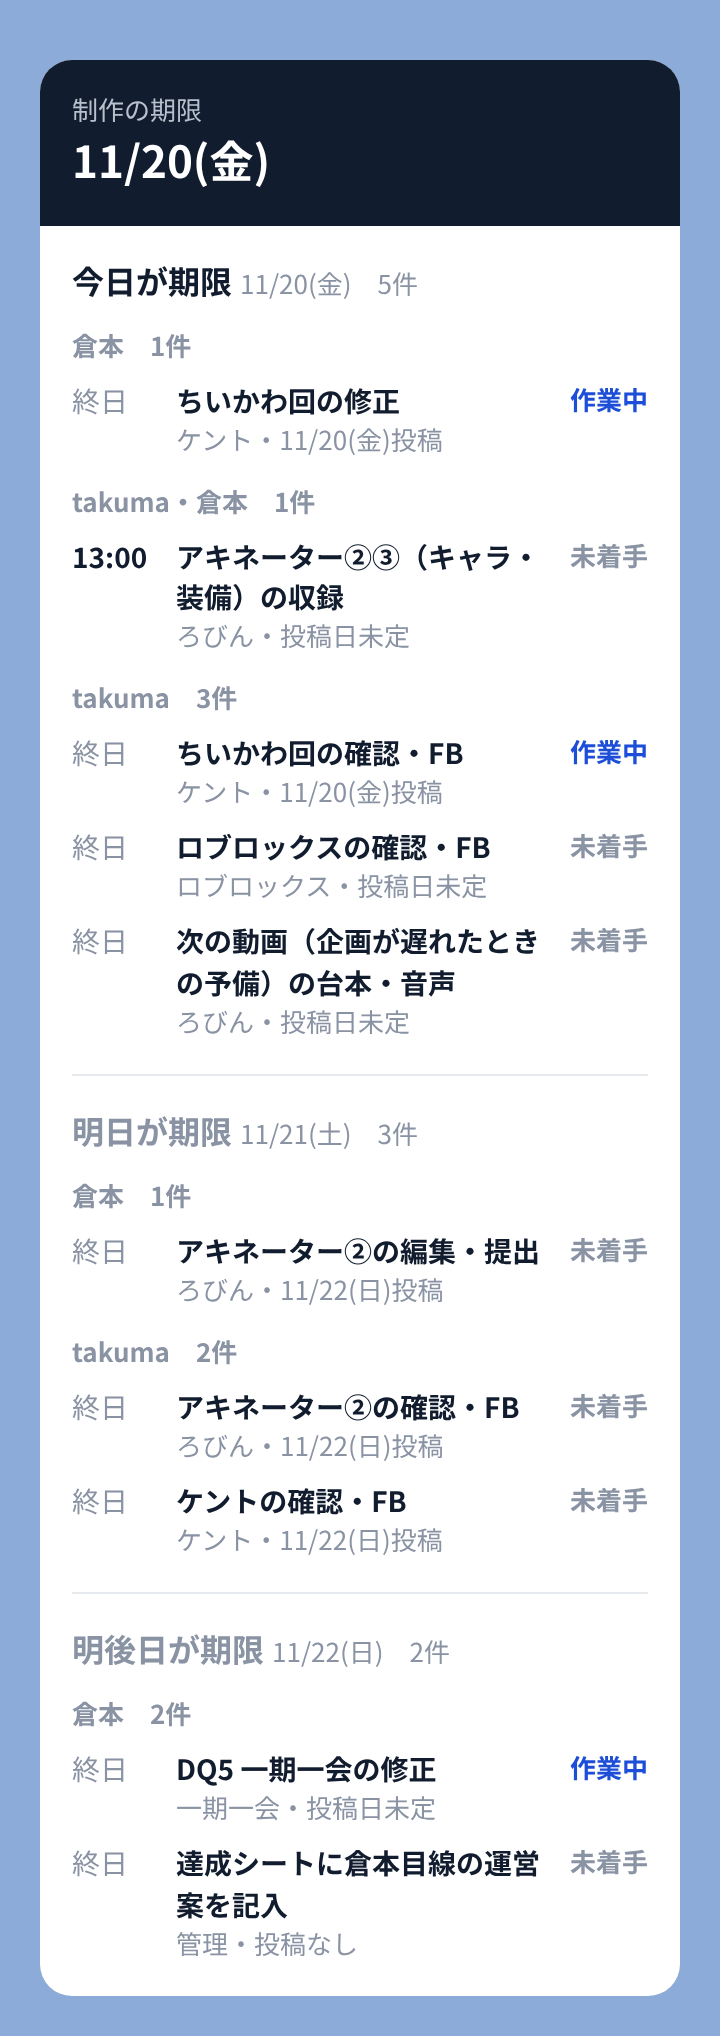 制作の期限
11/20(金)
今日が期限 11/20(金)　5件
倉本　1件
終日 ちいかわ回の修正 作業中
ケント・11/20(金)投稿
takuma・倉本　1件
13:00 アキネーター②③（キャラ・ 未着手
装備）の収録
ろびん・投稿日未定
takuma　3件
終日 ちいかわ回の確認・FB 作業中
ケント・11/20(金)投稿
終日 ロブロックスの確認・FB 未着手
ロブロックス・投稿日未定
終日 次の動画（企画が遅れたとき 未着手
の予備）の台本・音声
ろびん・投稿日未定
明日が期限 11/21(土)　3件
倉本　1件
終日 アキネーター②の編集・提出 未着手
ろびん・11/22(日)投稿
takuma　2件
終日 アキネーター②の確認・FB 未着手
ろびん・11/22(日)投稿
終日 ケントの確認・FB 未着手
ケント・11/22(日)投稿
明後日が期限 11/22(日)　2件
倉本　2件
終日 DQ5 一期一会の修正 作業中
一期一会・投稿日未定
終日 達成シートに倉本目線の運営 未着手
案を記入
管理・投稿なし